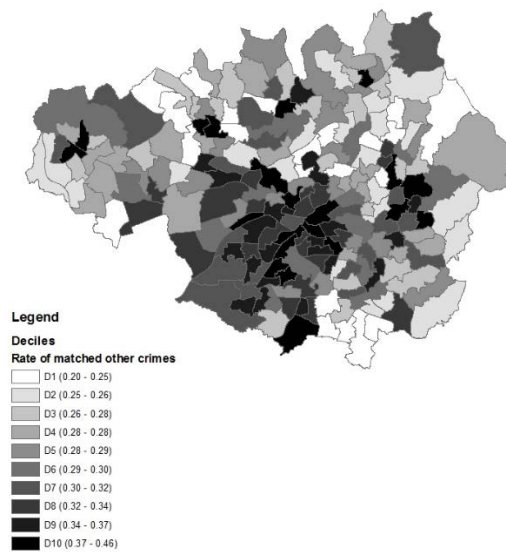 Legend
Deciles
Rate of matched other crimes
D1 (0.20 - 0.25)
D2 (0.25 - 0.26)
D3 (0.26 - 0.28)
D4 (0.28 - 0.28)
D5 (0.28 - 0.29)
D6 (0.29 - 0.30)
D7 (0.30 - 0.32)
D8 (0.32 - 0.34)
D9 (0.34 - 0.37)
D10 (0.37 - 0.46)